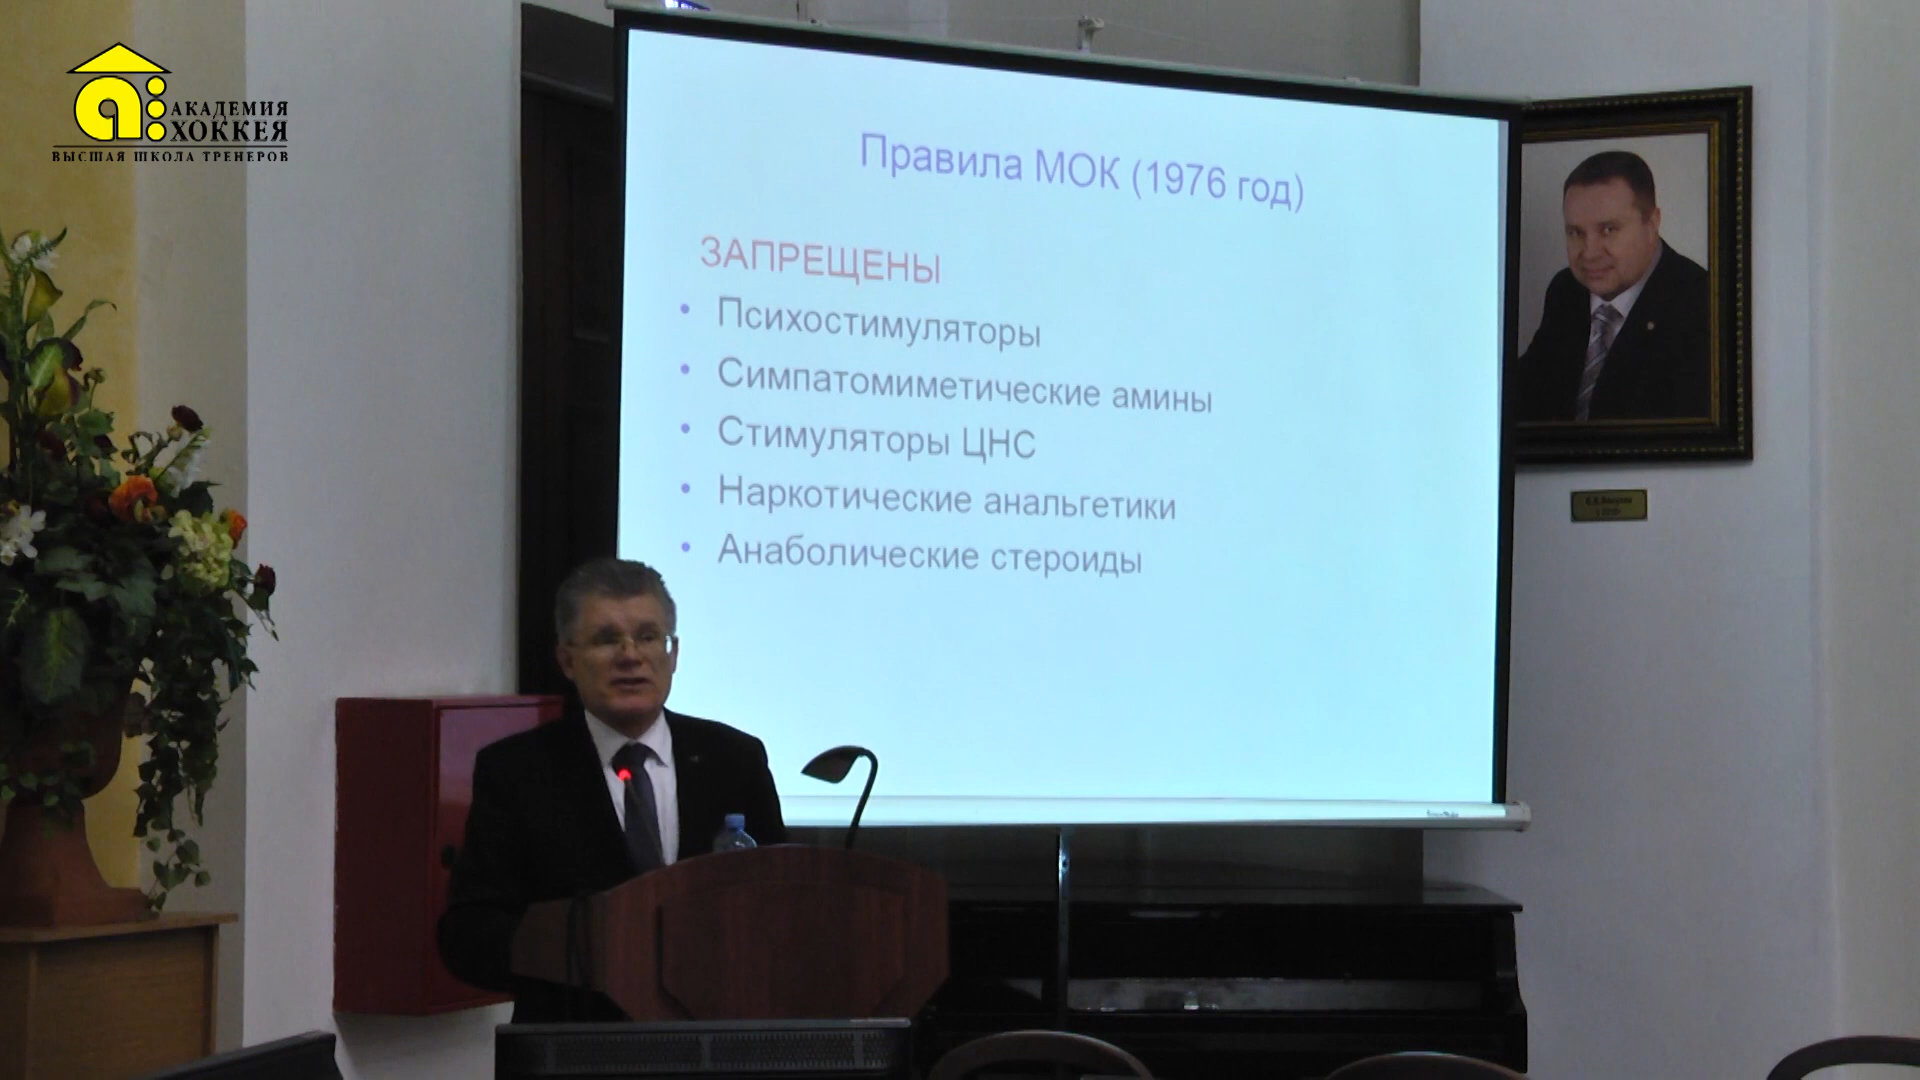 АКАДЕМИЯ
ХОККЕЯ
ВЫСШАЯ ШКОЛА ТРЕНЕРОВ
Правила МОК (1976 год)
ЗАПРЕЩЕНЫ
• Психостимуляторы
• Симпатомиметические амины
• Стимуляторы ЦНС
• Наркотические анальгетики
• Анаболические стероиды